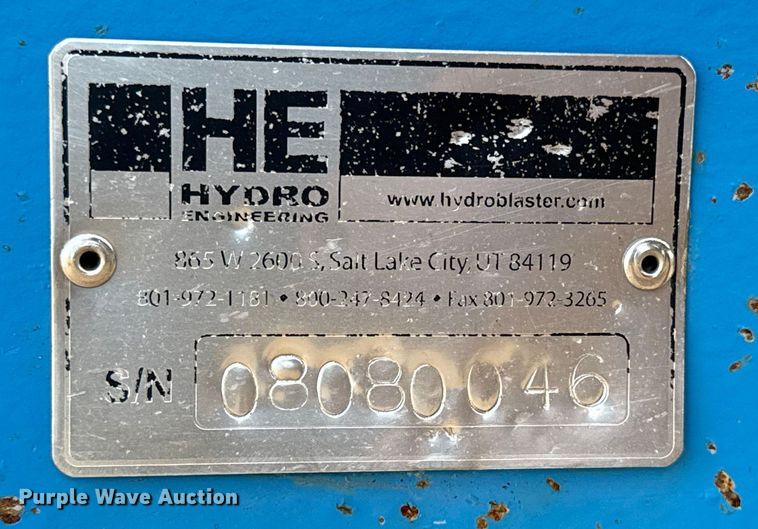 HE
HYDRO
ENGINEERING
www.hydroblaster.com
865 W 2600 S, Salt Lake City, UT 84119
801-972-1181 • 800-247-8424 • Fax 801-972-3265
S/N 08080046
Purple Wave Auction